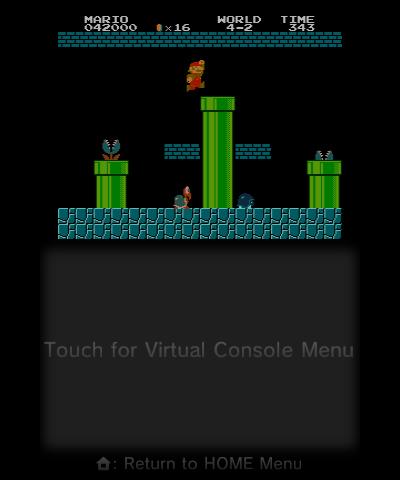 MARIO WORLD TIME
042000 ×16 4-2 343
Touch for Virtual Console Menu
: Return to HOME Menu